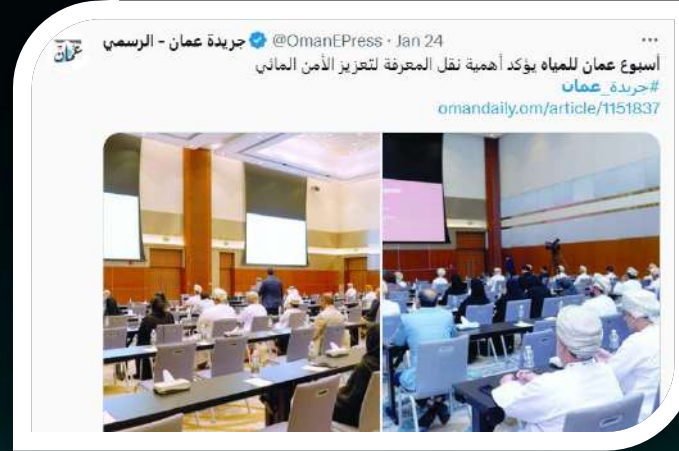 جريدة عمان - الرسمي @OmanEPress · Jan 24
أسبوع عمان للمياه يؤكد أهمية نقل المعرفة لتعزيز الأمن المائي
#جريدة_عمان
omandaily.om/article/1151837
عمان